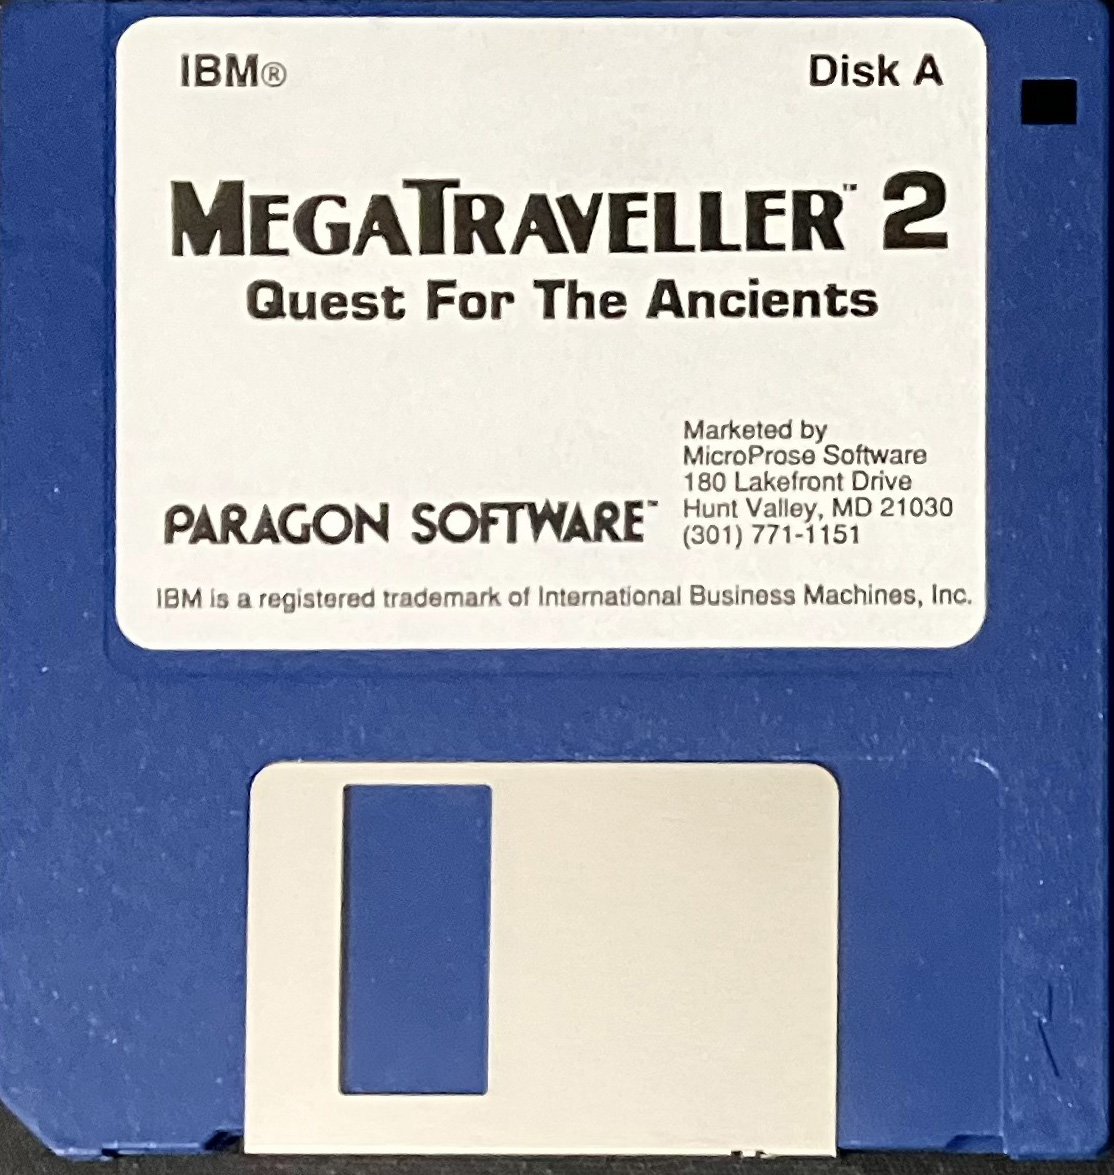 IBM® Disk A
MEGATRAVELLER™ 2
Quest For The Ancients
Marketed by
MicroProse Software
180 Lakefront Drive
Hunt Valley, MD 21030
(301) 771-1151
PARAGON SOFTWARE™
IBM is a registered trademark of International Business Machines, Inc.